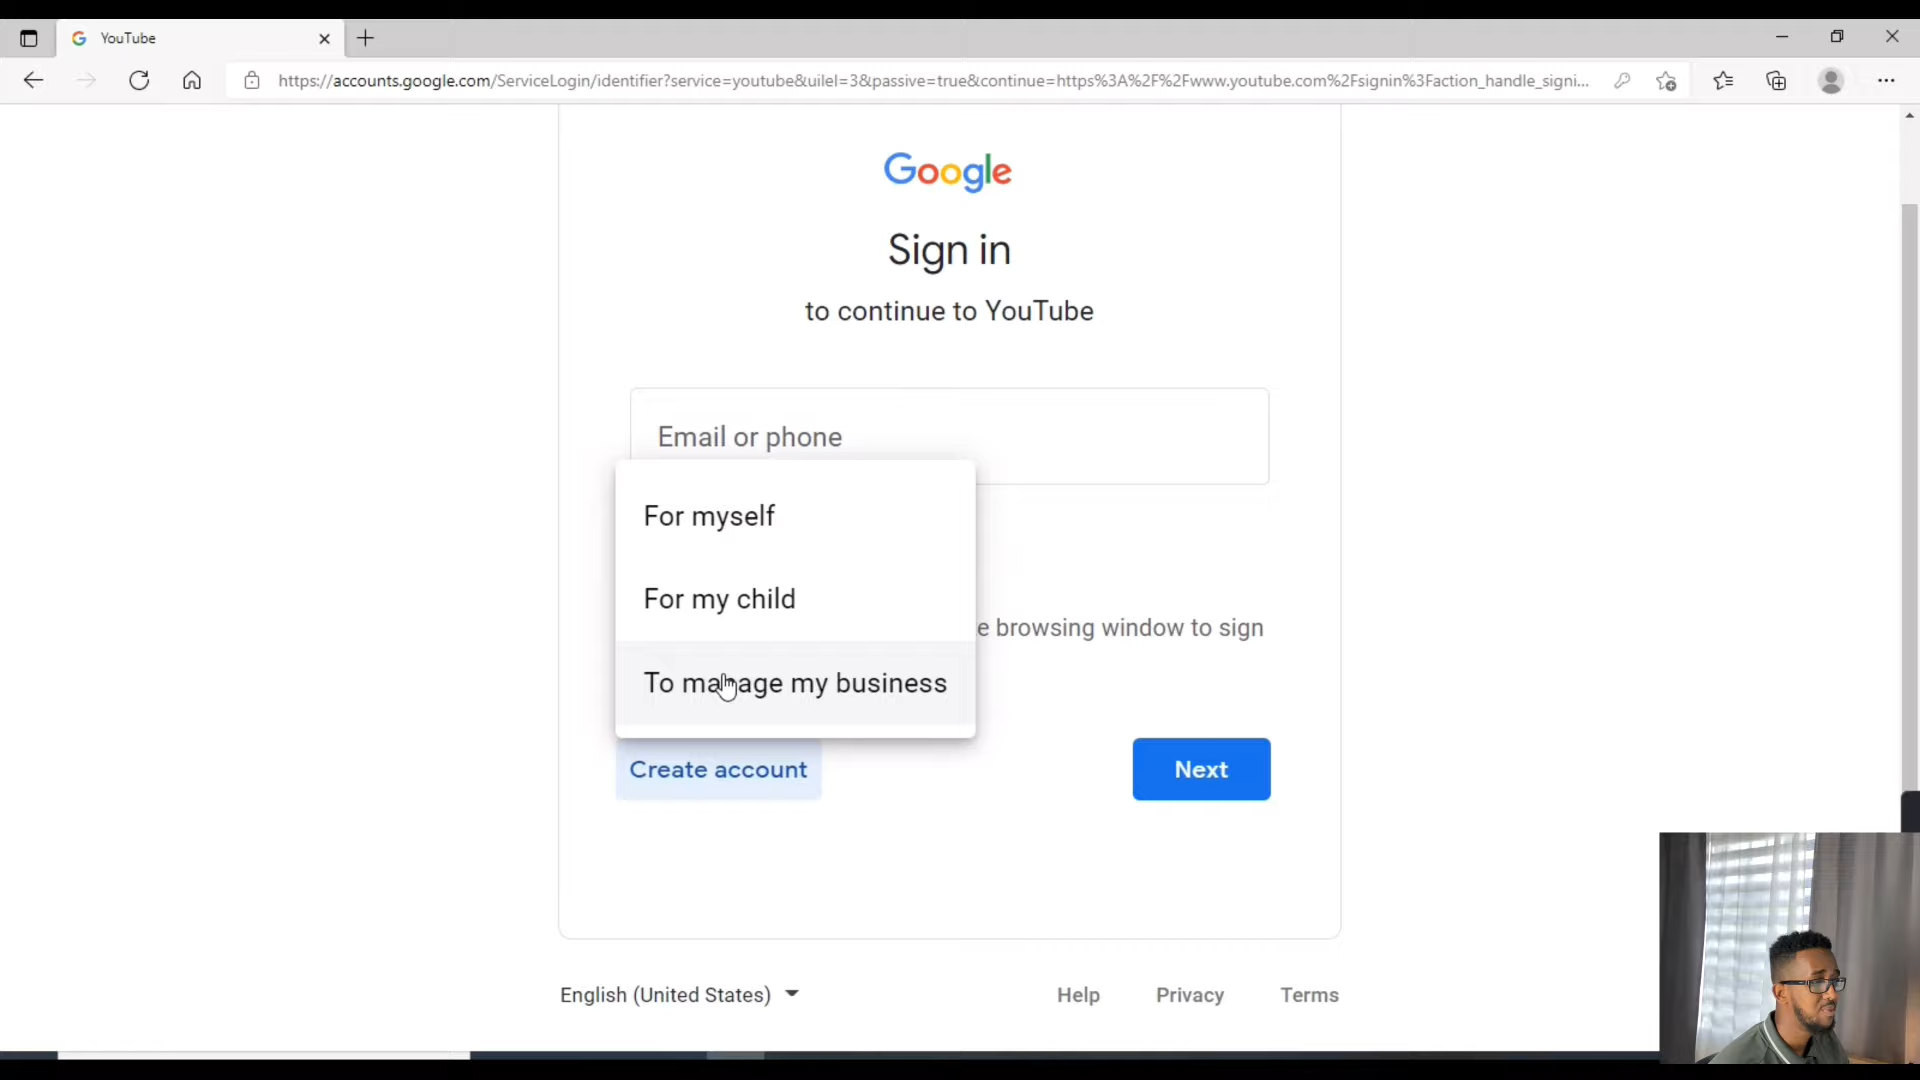 YouTube
https://accounts.google.com/ServiceLogin/identifier?service=youtube&uilel=3&passive=true&continue=https%3A%2F%2Fwww.youtube.com%2Fsignin%3Faction_handle_signi...
Google
Sign in
to continue to YouTube
Email or phone
For myself
For my child
e browsing window to sign
To manage my business
Create account
Next
English (United States)
Help
Privacy
Terms